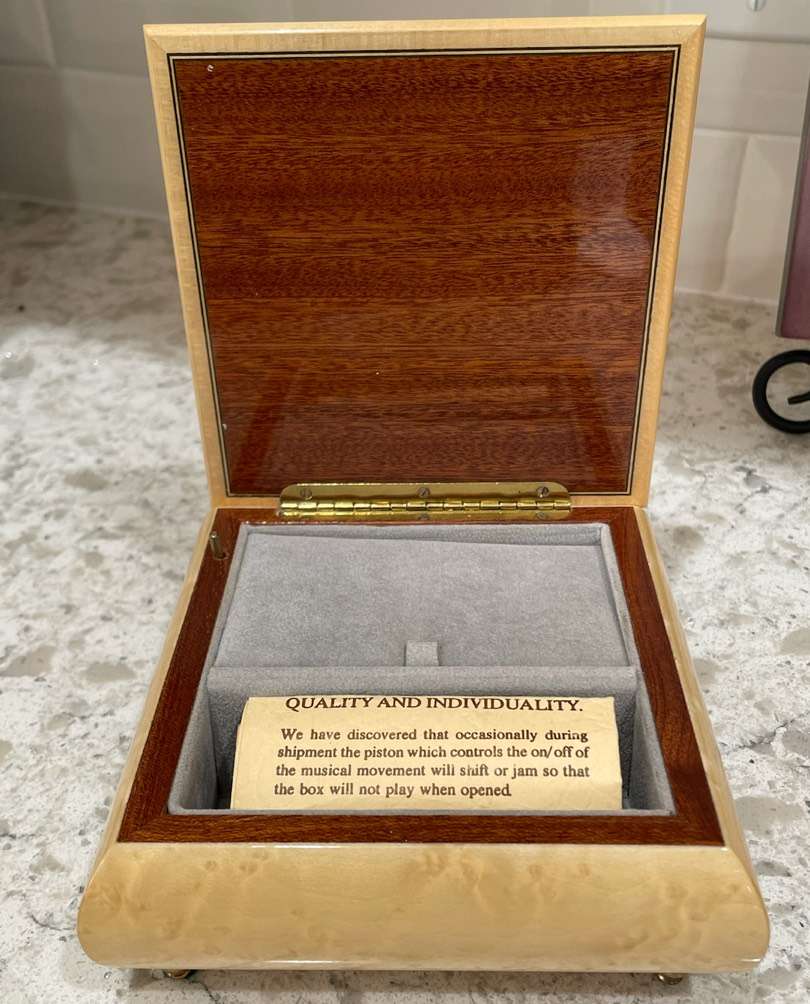 QUALITY AND INDIVIDUALITY.
We have discovered that occasionally during
shipment the piston which controls the on/off of
the musical movement will shift or jam so that
the box will not play when opened.